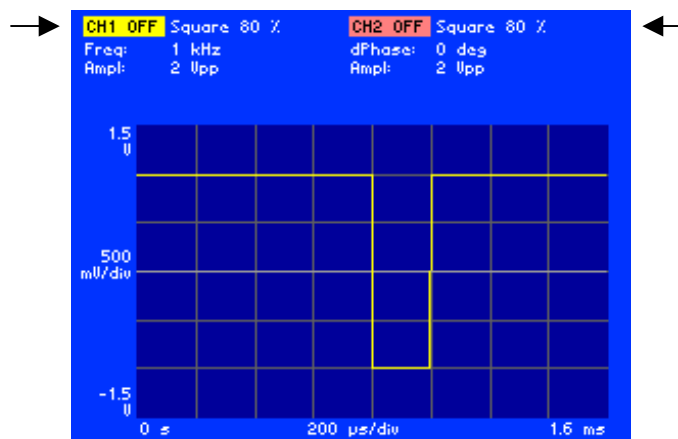 CH1 OFF Square 80 % CH2 OFF Square 80 %
Freq: 1 kHz dPhase: 0 deg
Ampl: 2 Vpp Ampl: 2 Vpp
1.5
V
500
mV/div
-1.5
V
0 s 200 µs/div 1.6 ms